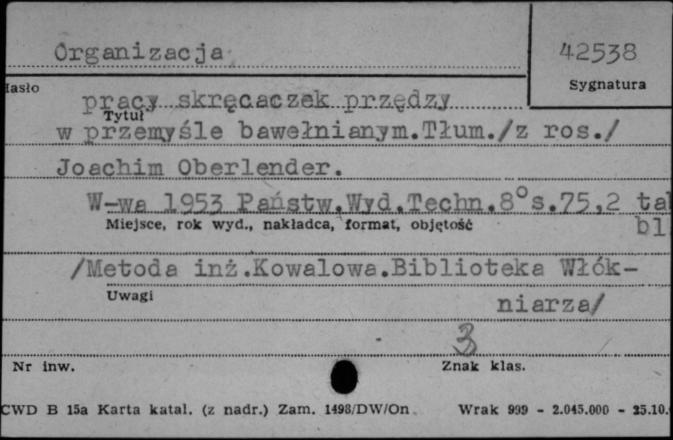 Organizacja
42538
Hasło
Sygnatura
pracy skręcaczek przędzy
Tytuł
w przemyśle bawełnianym.Tłum./z ros./
Joachim Oberlender.
W-wa 1953 Państw.Wyd.Techn.8° s.75,2 tabl
Miejsce, rok wyd., nakładca, format, objętość
/Metoda inż.Kowalowa.Biblioteka Włók-
Uwagi
niarza/
3
Nr inw.
Znak klas.
CWD B 15a Karta katal. (z nadr.) Zam. 1498/DW/On. Wrak 999 - 2.045.000 - 25.10.